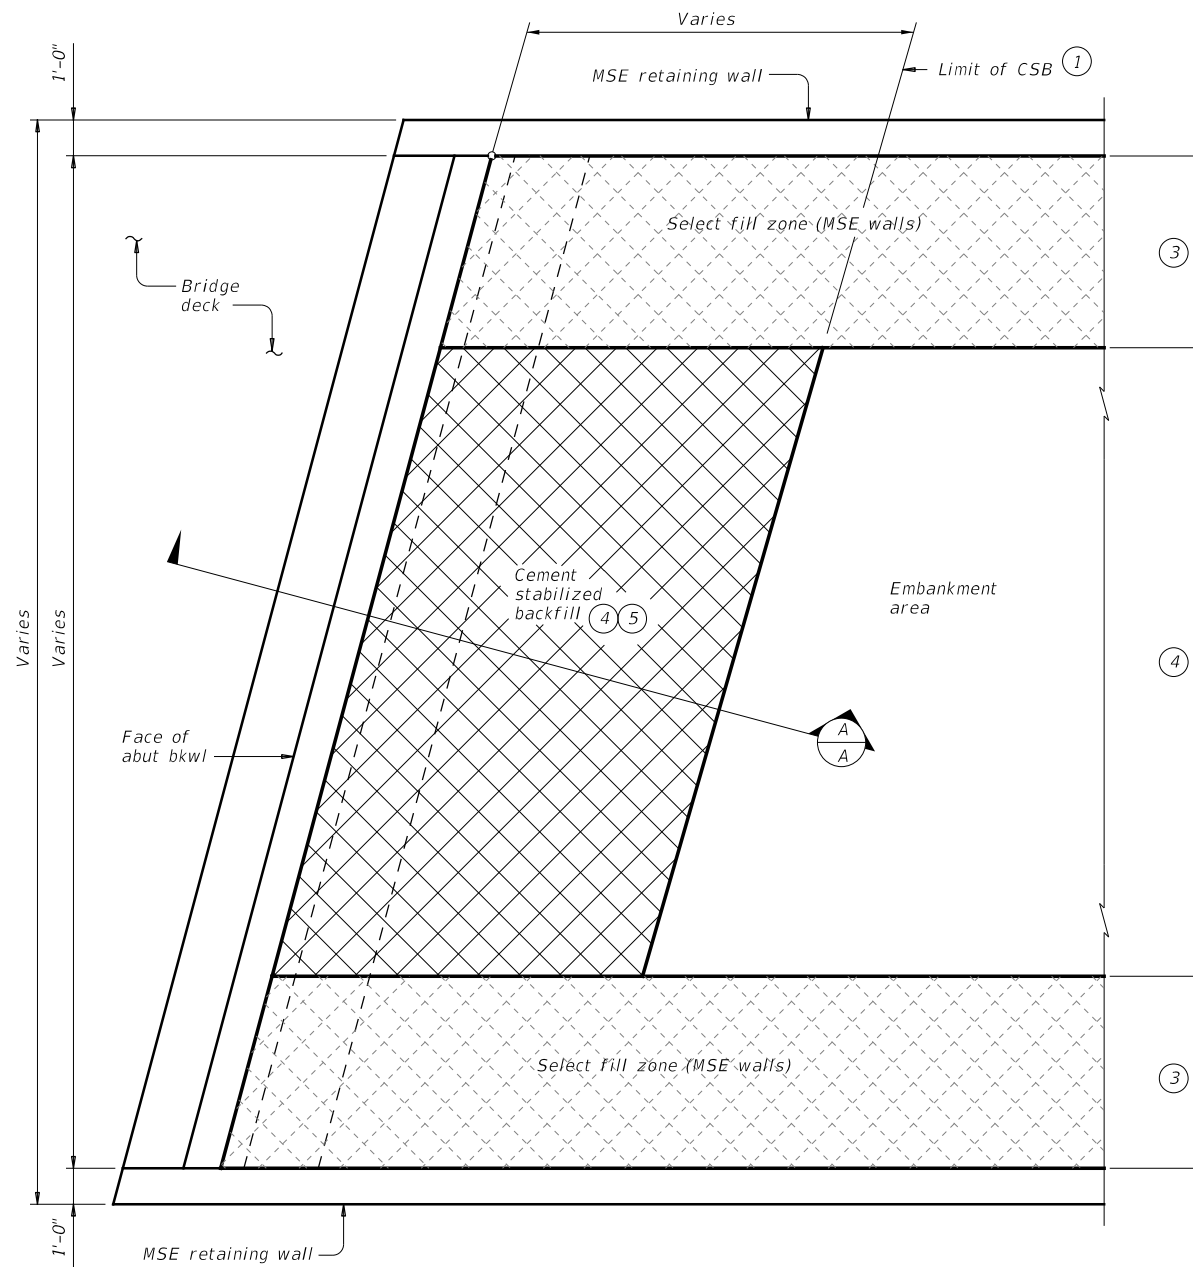 Varies
1'-0"
MSE retaining wall
Limit of CSB 1
Select fill zone (MSE walls)
3
Bridge
deck
Cement
stabilized
backfill 4 5
Embankment
area
Varies
Varies
4
Face of
abut bkwl
A
A
Select fill zone (MSE walls)
3
1'-0"
MSE retaining wall